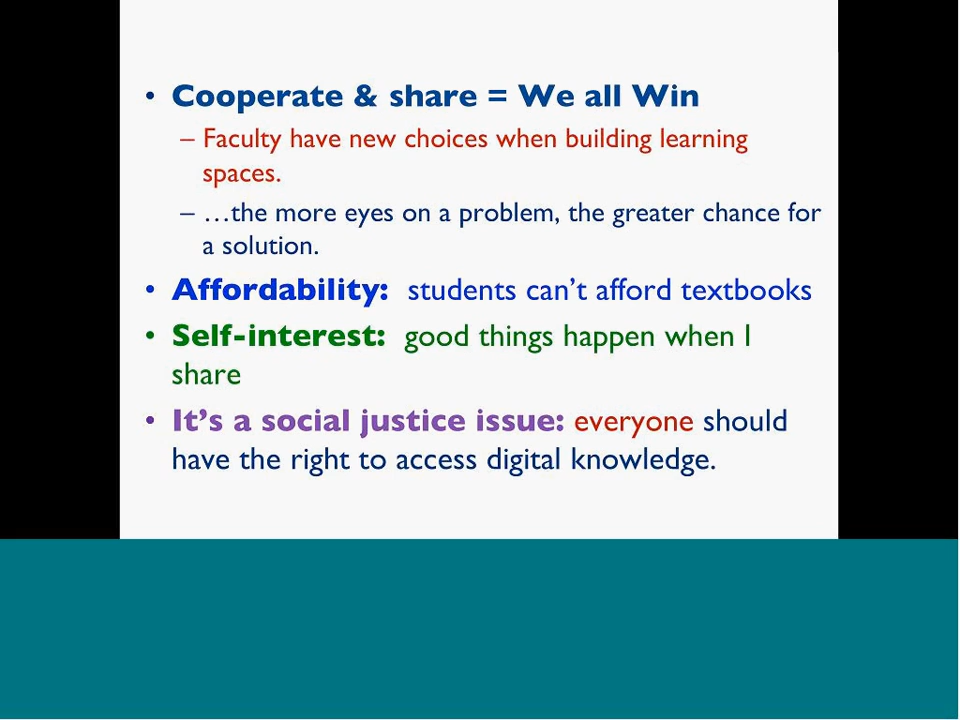 • Cooperate & share = We all Win
– Faculty have new choices when building learning
spaces.
– …the more eyes on a problem, the greater chance for
a solution.
• Affordability: students can’t afford textbooks
• Self-interest: good things happen when I
share
• It’s a social justice issue: everyone should
have the right to access digital knowledge.